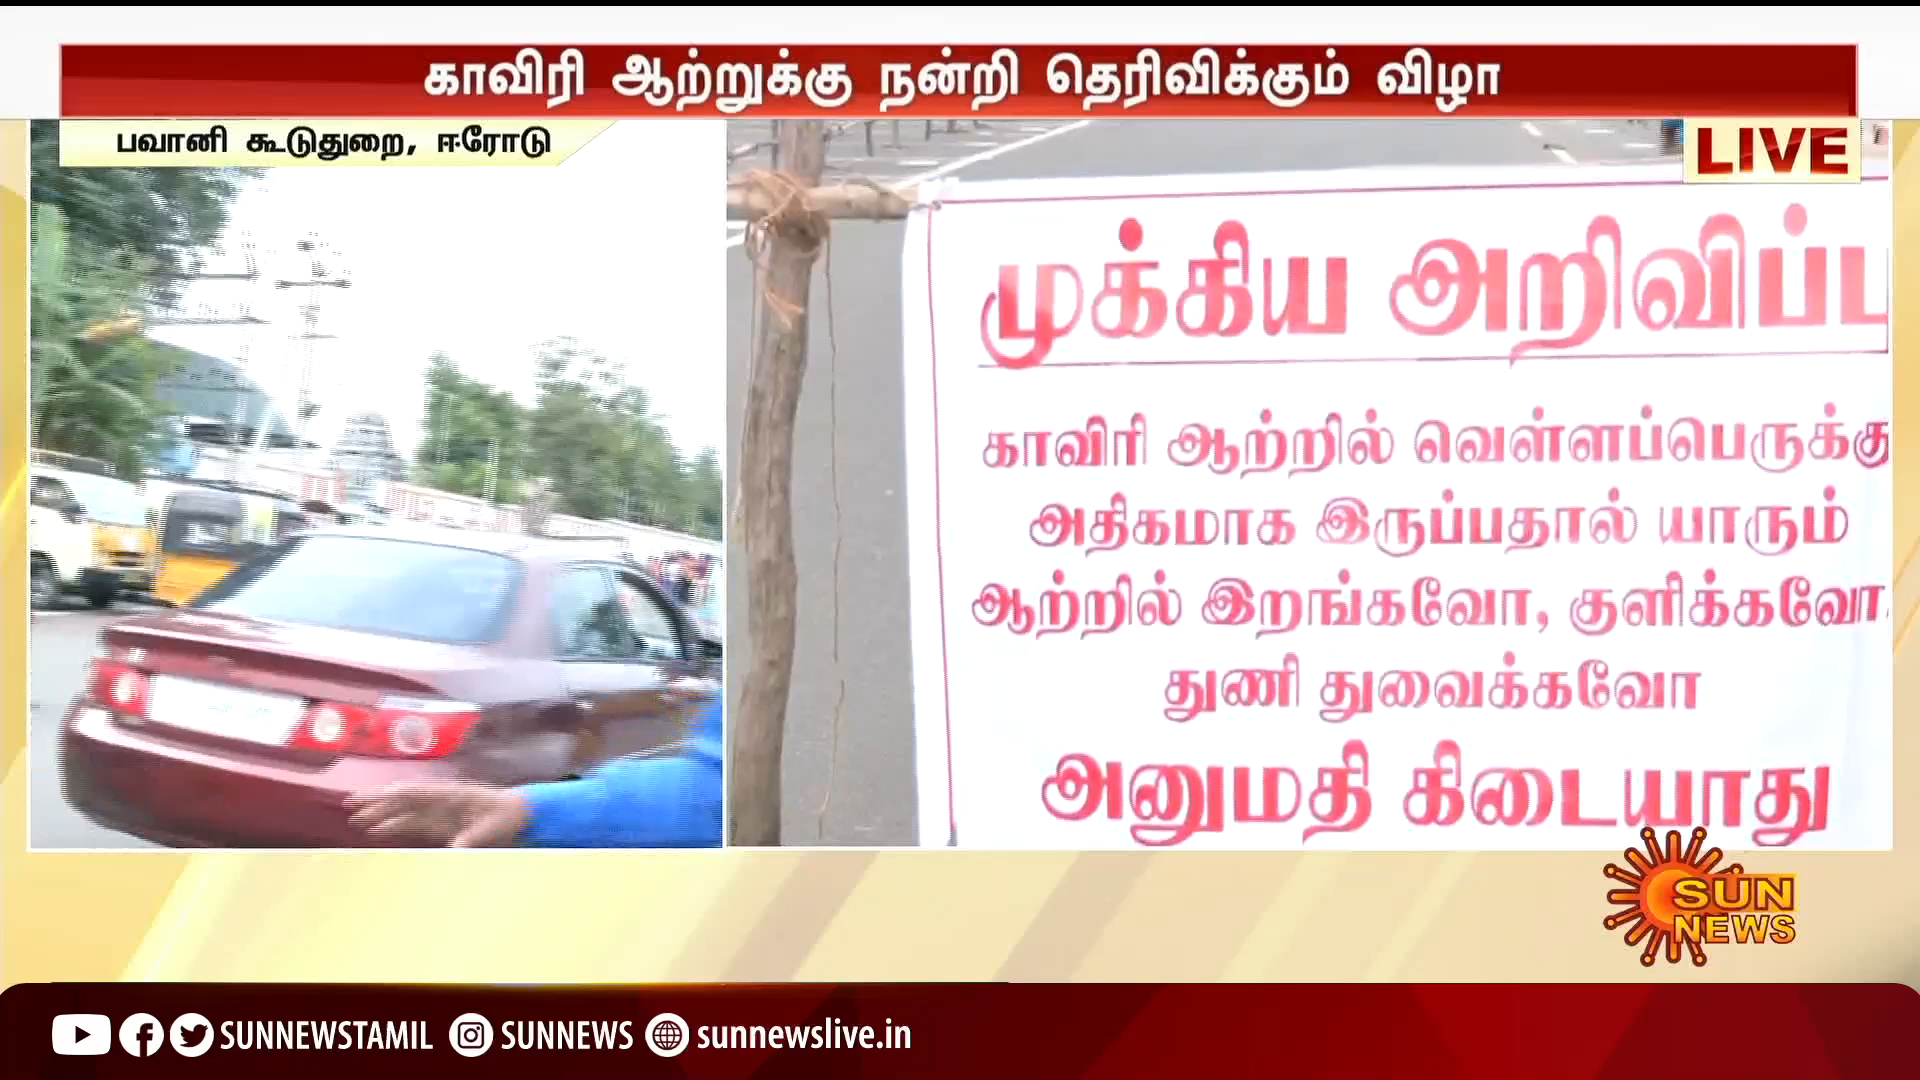 காவிரி ஆற்றுக்கு நன்றி தெரிவிக்கும் விழா
பவானி கூடுதுறை, ஈரோடு
LIVE
முக்கிய அறிவிப்பு
காவிரி ஆற்றில் வெள்ளப்பெருக்கு
அதிகமாக இருப்பதால் யாரும்
ஆற்றில் இறங்கவோ, குளிக்கவோ,
துணி துவைக்கவோ
அனுமதி கிடையாது
SUN
NEWS
SUNNEWSTAMIL SUNNEWS sunnewslive.in